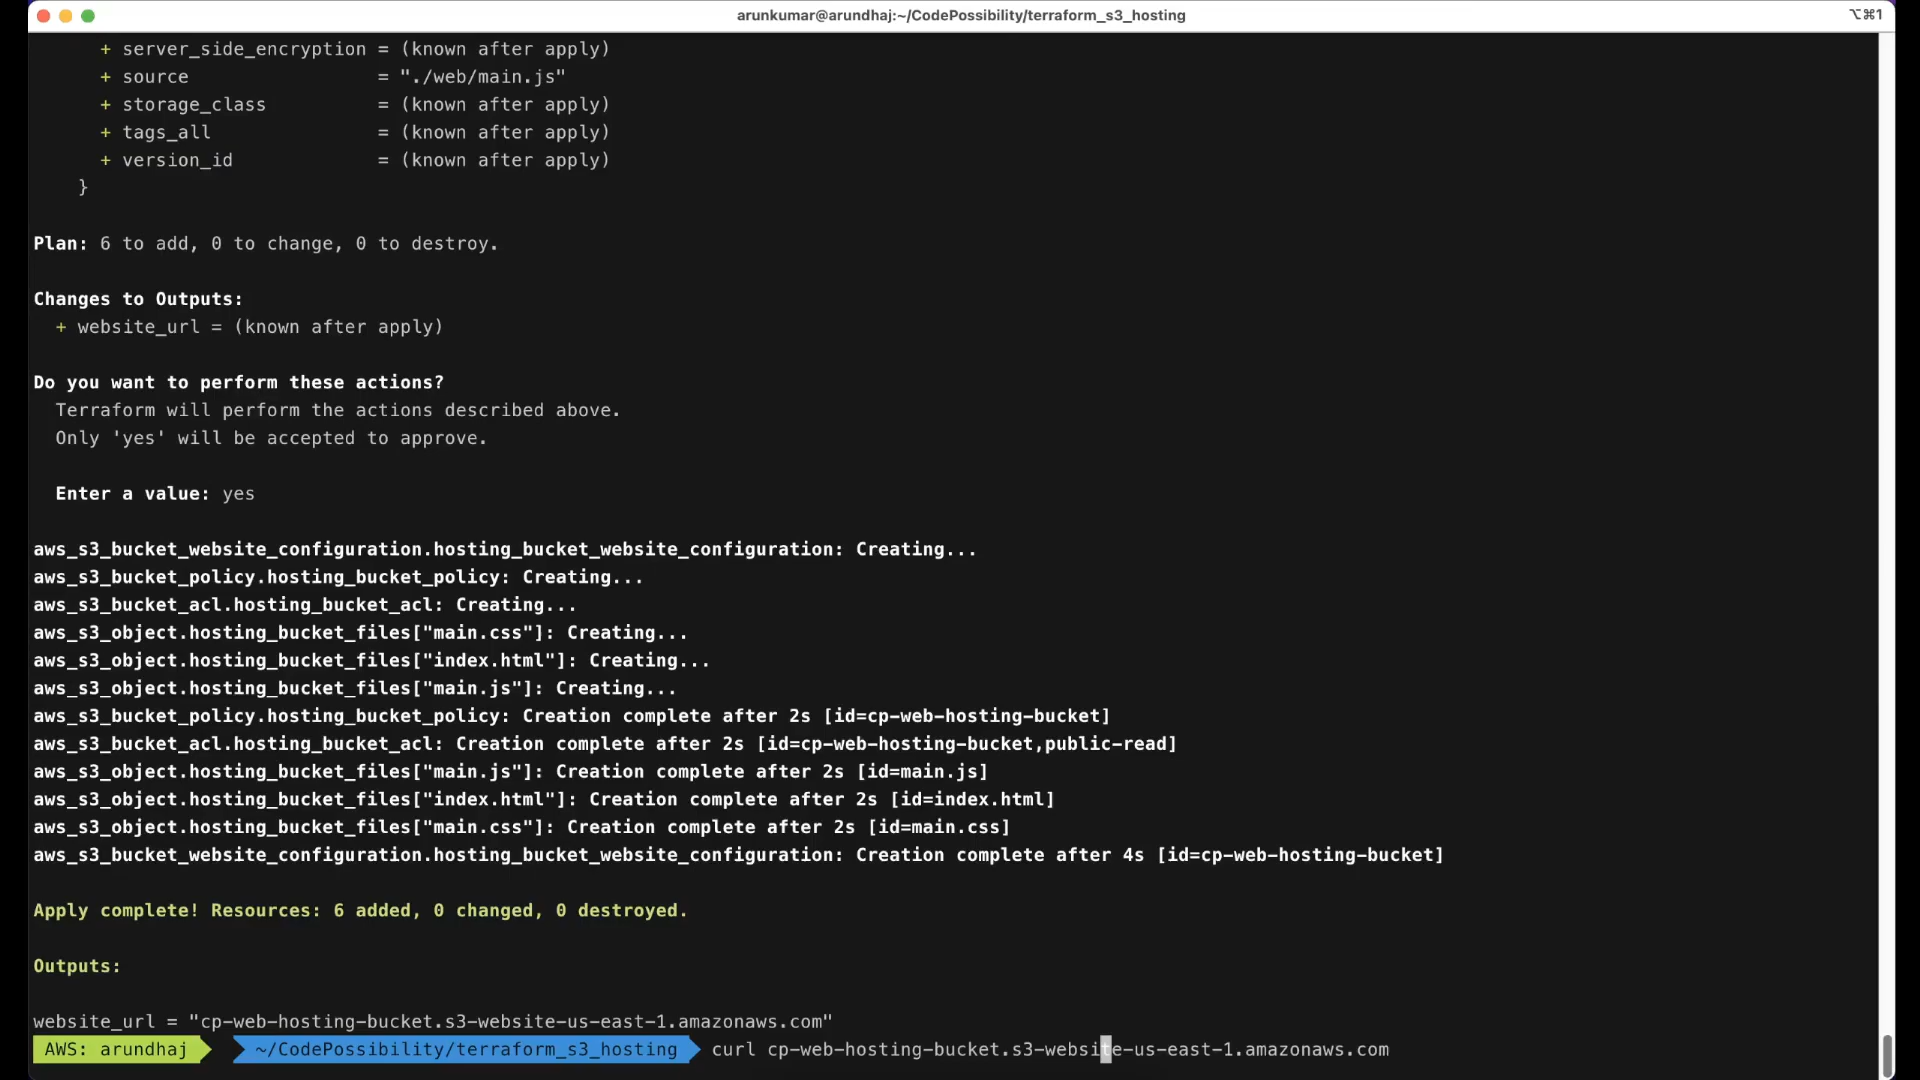 arunkumar@arundhaj:~/CodePossibility/terraform_s3_hosting
⌥⌘1
+ server_side_encryption = (known after apply)
+ source                 = "./web/main.js"
+ storage_class          = (known after apply)
+ tags_all               = (known after apply)
+ version_id             = (known after apply)
}
Plan: 6 to add, 0 to change, 0 to destroy.
Changes to Outputs:
+ website_url = (known after apply)
Do you want to perform these actions?
Terraform will perform the actions described above.
Only 'yes' will be accepted to approve.
Enter a value: yes
aws_s3_bucket_website_configuration.hosting_bucket_website_configuration: Creating...
aws_s3_bucket_policy.hosting_bucket_policy: Creating...
aws_s3_bucket_acl.hosting_bucket_acl: Creating...
aws_s3_object.hosting_bucket_files["main.css"]: Creating...
aws_s3_object.hosting_bucket_files["index.html"]: Creating...
aws_s3_object.hosting_bucket_files["main.js"]: Creating...
aws_s3_bucket_policy.hosting_bucket_policy: Creation complete after 2s [id=cp-web-hosting-bucket]
aws_s3_bucket_acl.hosting_bucket_acl: Creation complete after 2s [id=cp-web-hosting-bucket,public-read]
aws_s3_object.hosting_bucket_files["main.js"]: Creation complete after 2s [id=main.js]
aws_s3_object.hosting_bucket_files["index.html"]: Creation complete after 2s [id=index.html]
aws_s3_object.hosting_bucket_files["main.css"]: Creation complete after 2s [id=main.css]
aws_s3_bucket_website_configuration.hosting_bucket_website_configuration: Creation complete after 4s [id=cp-web-hosting-bucket]
Apply complete! Resources: 6 added, 0 changed, 0 destroyed.
Outputs:
website_url = "cp-web-hosting-bucket.s3-website-us-east-1.amazonaws.com"
AWS: arundhaj ~/CodePossibility/terraform_s3_hosting curl cp-web-hosting-bucket.s3-website-us-east-1.amazonaws.com